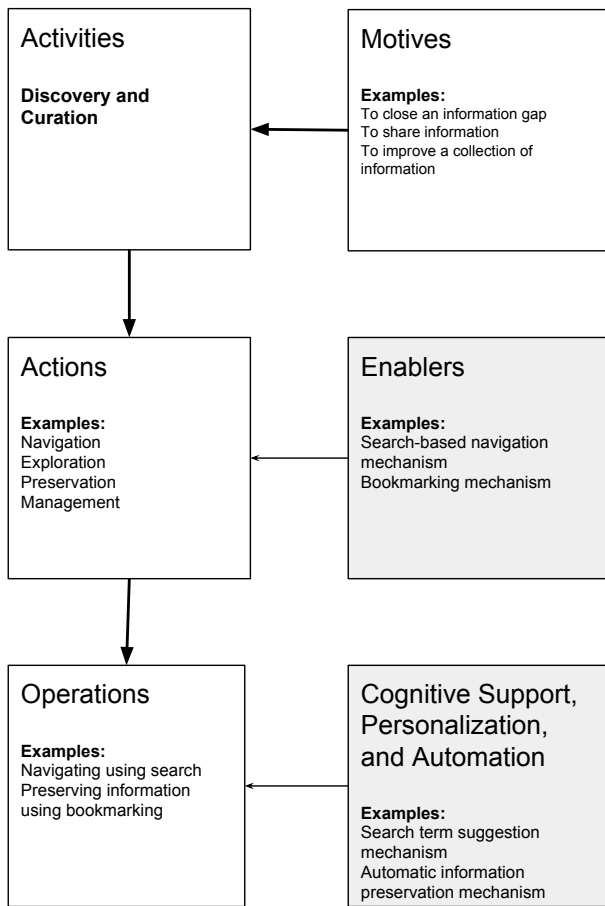 Activities
Discovery and
Curation
Motives
Examples:
To close an information gap
To share information
To improve a collection of
information
Actions
Examples:
Navigation
Exploration
Preservation
Management
Enablers
Examples:
Search-based navigation
mechanism
Bookmarking mechanism
Operations
Examples:
Navigating using search
Preserving information
using bookmarking
Cognitive Support,
Personalization,
and Automation
Examples:
Search term suggestion
mechanism
Automatic information
preservation mechanism